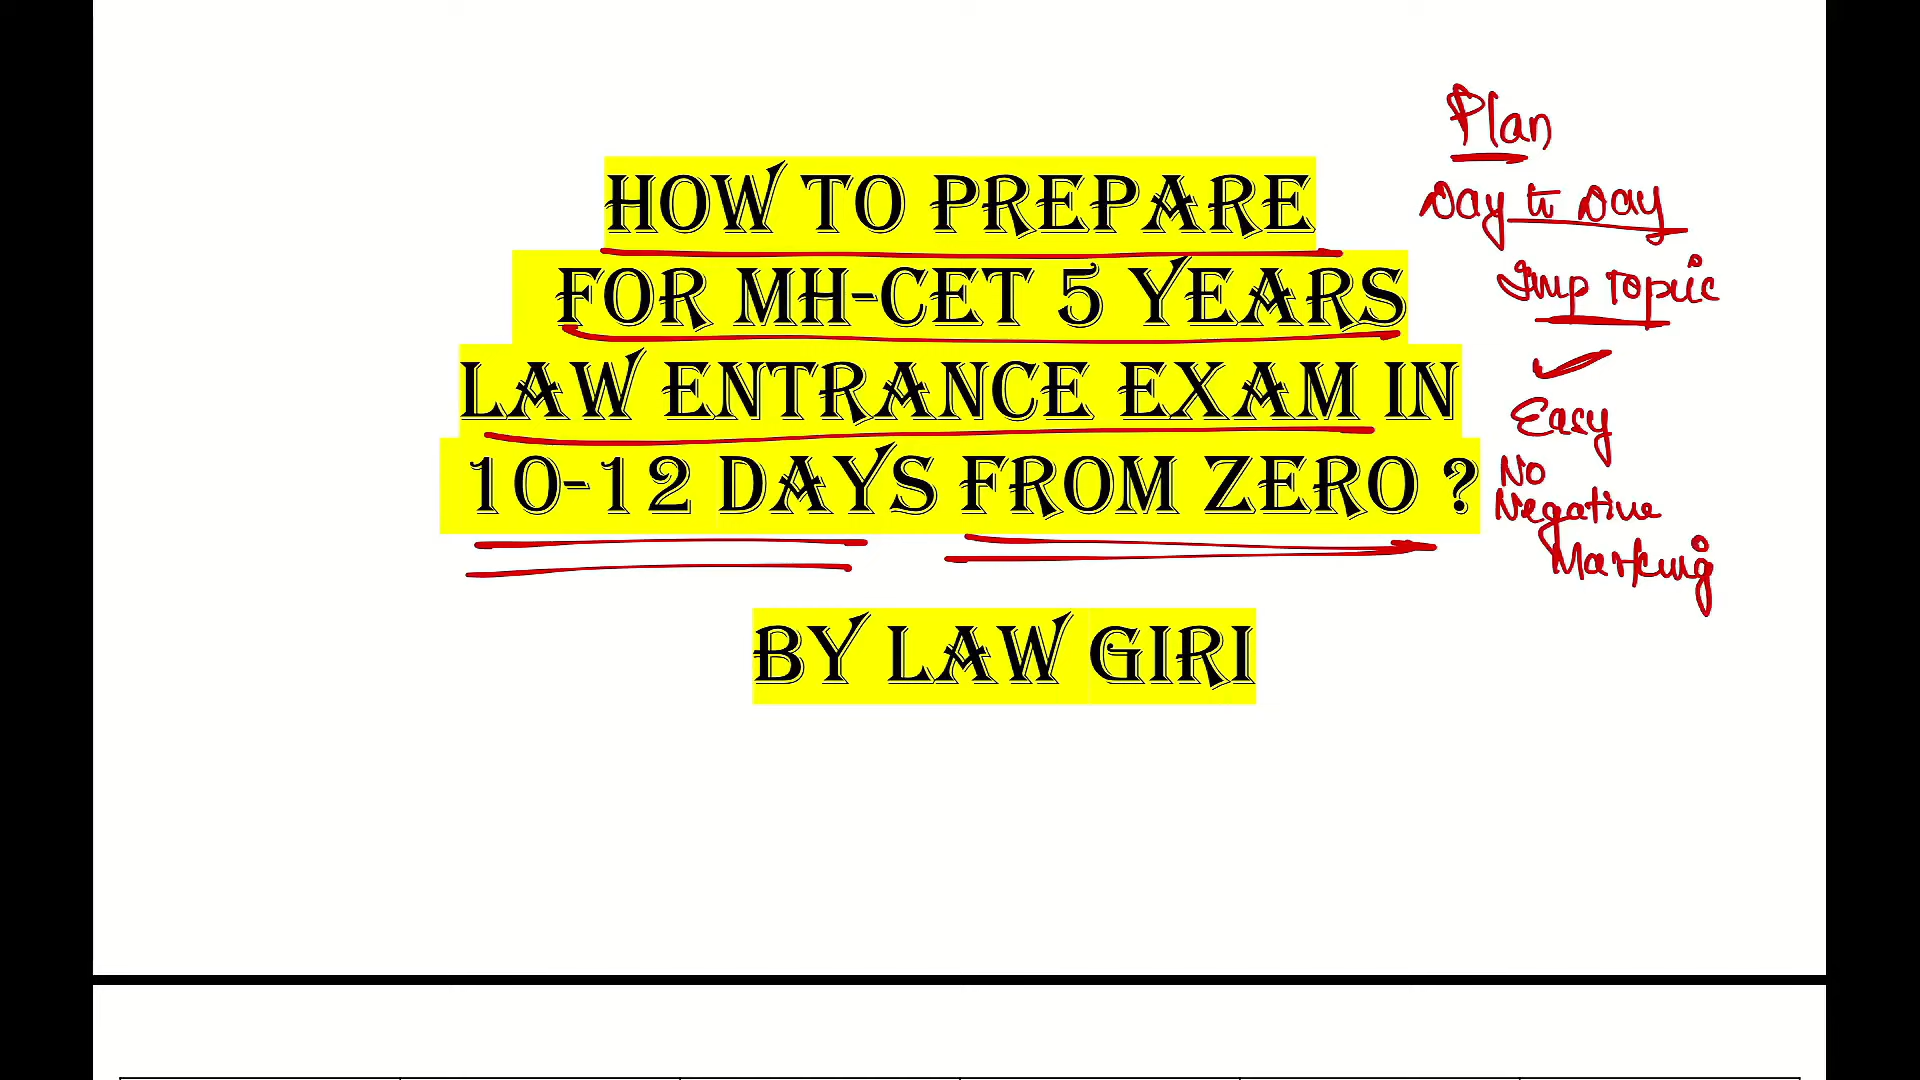 HOW TO PREPARE
FOR MH-CET 5 YEARS
LAW ENTRANCE EXAM IN
10-12 DAYS FROM ZERO ?
BY LAW GIRI
Plan
Day to Day
Imp Topic
Easy
No
Negative
Marking